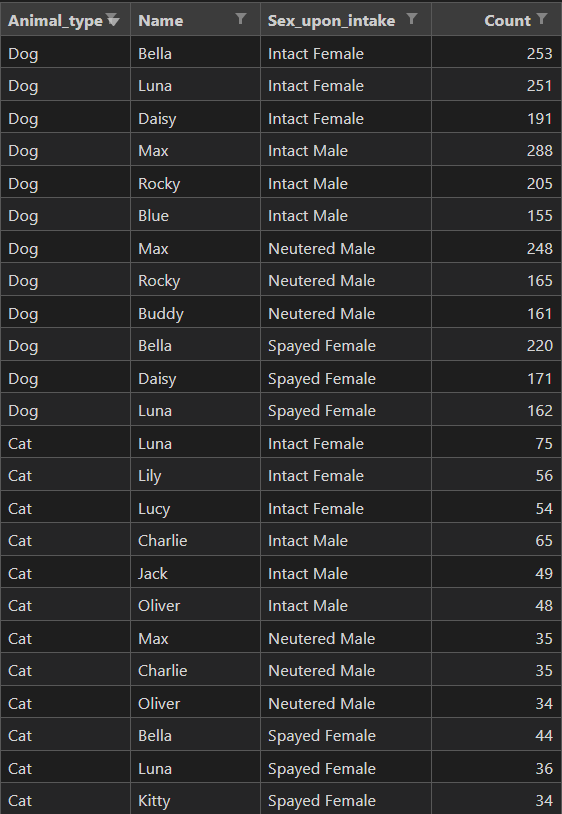 Animal_type Name Sex_upon_intake Count
Dog Bella Intact Female 253
Dog Luna Intact Female 251
Dog Daisy Intact Female 191
Dog Max Intact Male 288
Dog Rocky Intact Male 205
Dog Blue Intact Male 155
Dog Max Neutered Male 248
Dog Rocky Neutered Male 165
Dog Buddy Neutered Male 161
Dog Bella Spayed Female 220
Dog Daisy Spayed Female 171
Dog Luna Spayed Female 162
Cat Luna Intact Female 75
Cat Lily Intact Female 56
Cat Lucy Intact Female 54
Cat Charlie Intact Male 65
Cat Jack Intact Male 49
Cat Oliver Intact Male 48
Cat Max Neutered Male 35
Cat Charlie Neutered Male 35
Cat Oliver Neutered Male 34
Cat Bella Spayed Female 44
Cat Luna Spayed Female 36
Cat Kitty Spayed Female 34